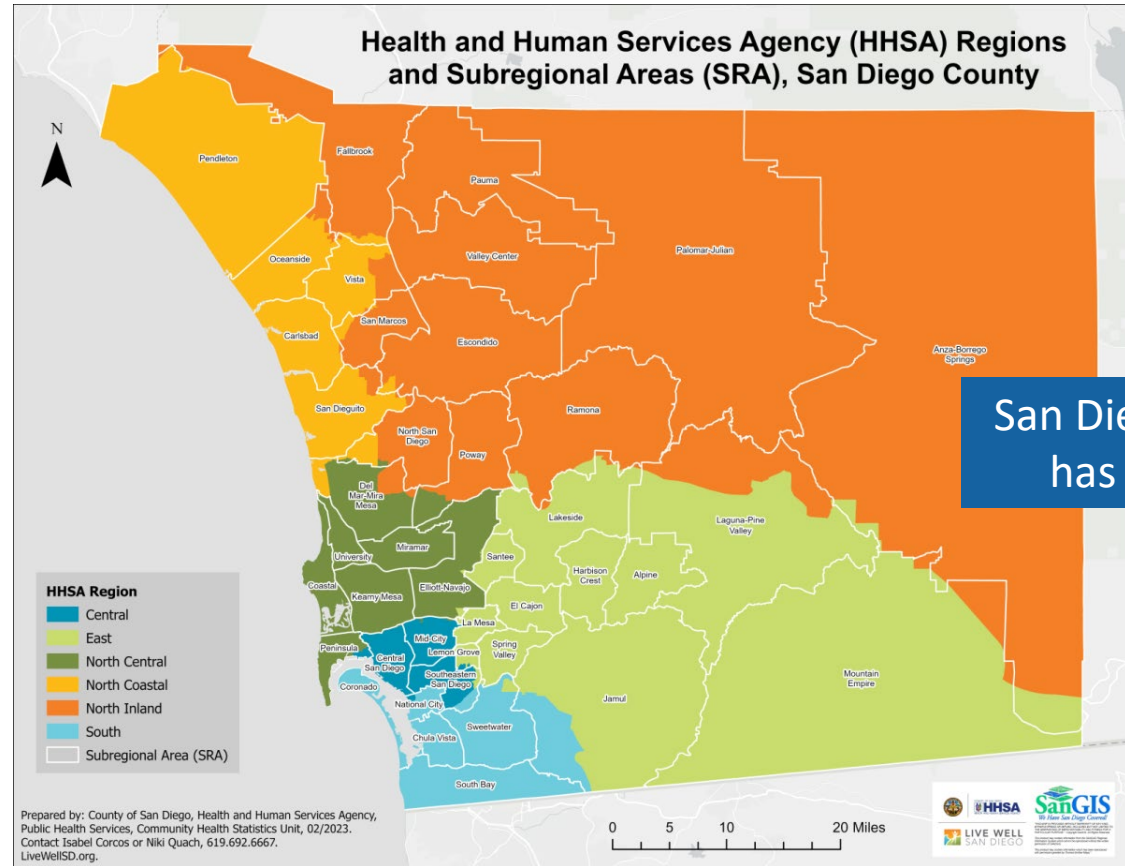 Health and Human Services Agency (HHSA) Regions
and Subregional Areas (SRA), San Diego County
N
Pendleton
Fallbrook
Pauma
Palomar-Julian
Valley Center
Oceanside
Vista
San Marcos
Carlsbad
Escondido
Anza-Borrego
Springs
San Dieguito
Ramona
North San
Diego
Poway
San Die
has
Del
Mar-Mira
Mesa
Lakeside
Laguna-Pine
Valley
Miramar
University
Santee
Harbison
Crest
Alpine
Coastal
Kearny Mesa
Elliott-Navajo
El Cajon
La Mesa
Mid-City
Peninsula
Central
San Diego
Lemon Grove
Spring
Valley
Southeastern
San Diego
Coronado
National City
Jamul
Mountain
Empire
Sweetwater
Chula Vista
South Bay
HHSA Region
Central
East
North Central
North Coastal
North Inland
South
Subregional Area (SRA)
Prepared by: County of San Diego, Health and Human Services Agency,
Public Health Services, Community Health Statistics Unit, 02/2023.
Contact Isabel Corcos or Niki Quach, 619.692.6667.
LiveWellSD.org.
0 5 10 20 Miles
HHSA
SanGIS
We Have San Diego Covered!
LIVE WELL
SAN DIEGO